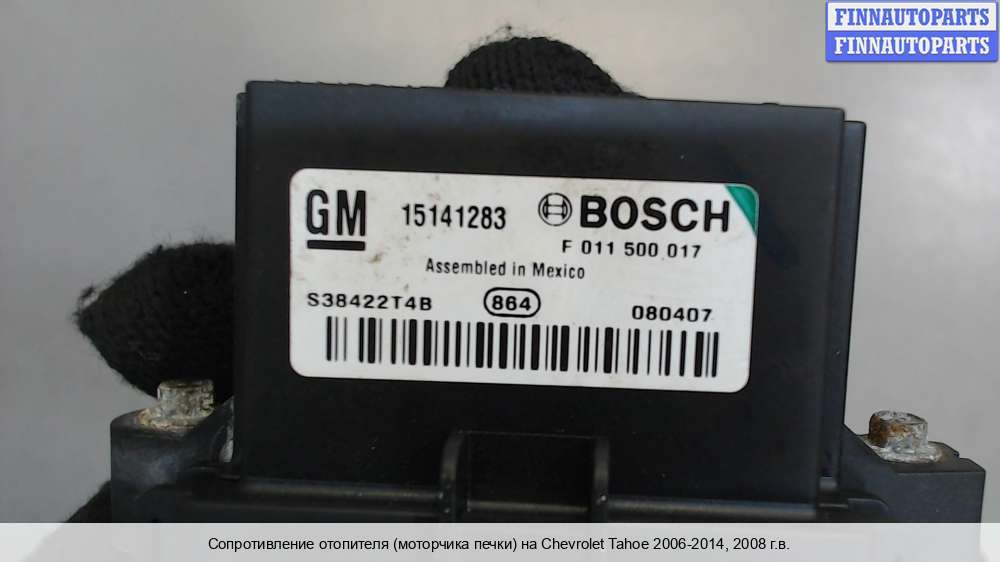 FINNAUTOPARTS
FINNAUTOPARTS
GM 15141283 BOSCH
F 011 500 017
Assembled in Mexico
S38422T4B 864 080407
Сопротивление отопителя (моторчика печки) на Chevrolet Tahoe 2006-2014, 2008 г.в.